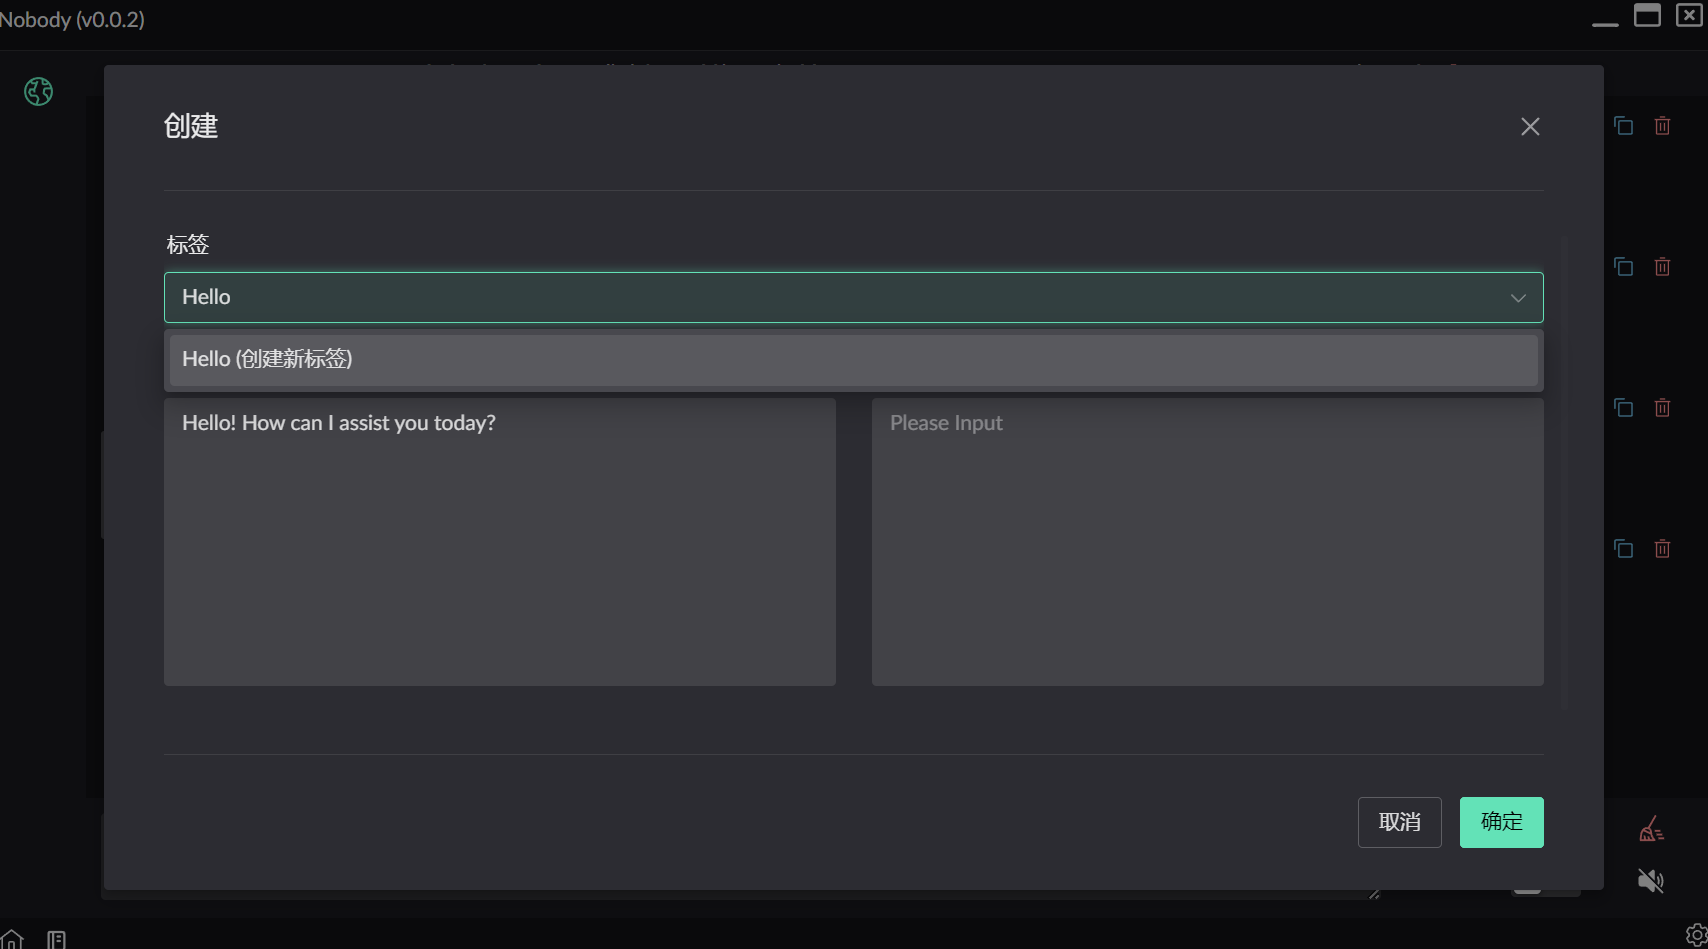 Nobody (v0.0.2)
创建
标签
Hello
Hello (创建新标签)
Hello! How can I assist you today?
Please Input
取消
确定